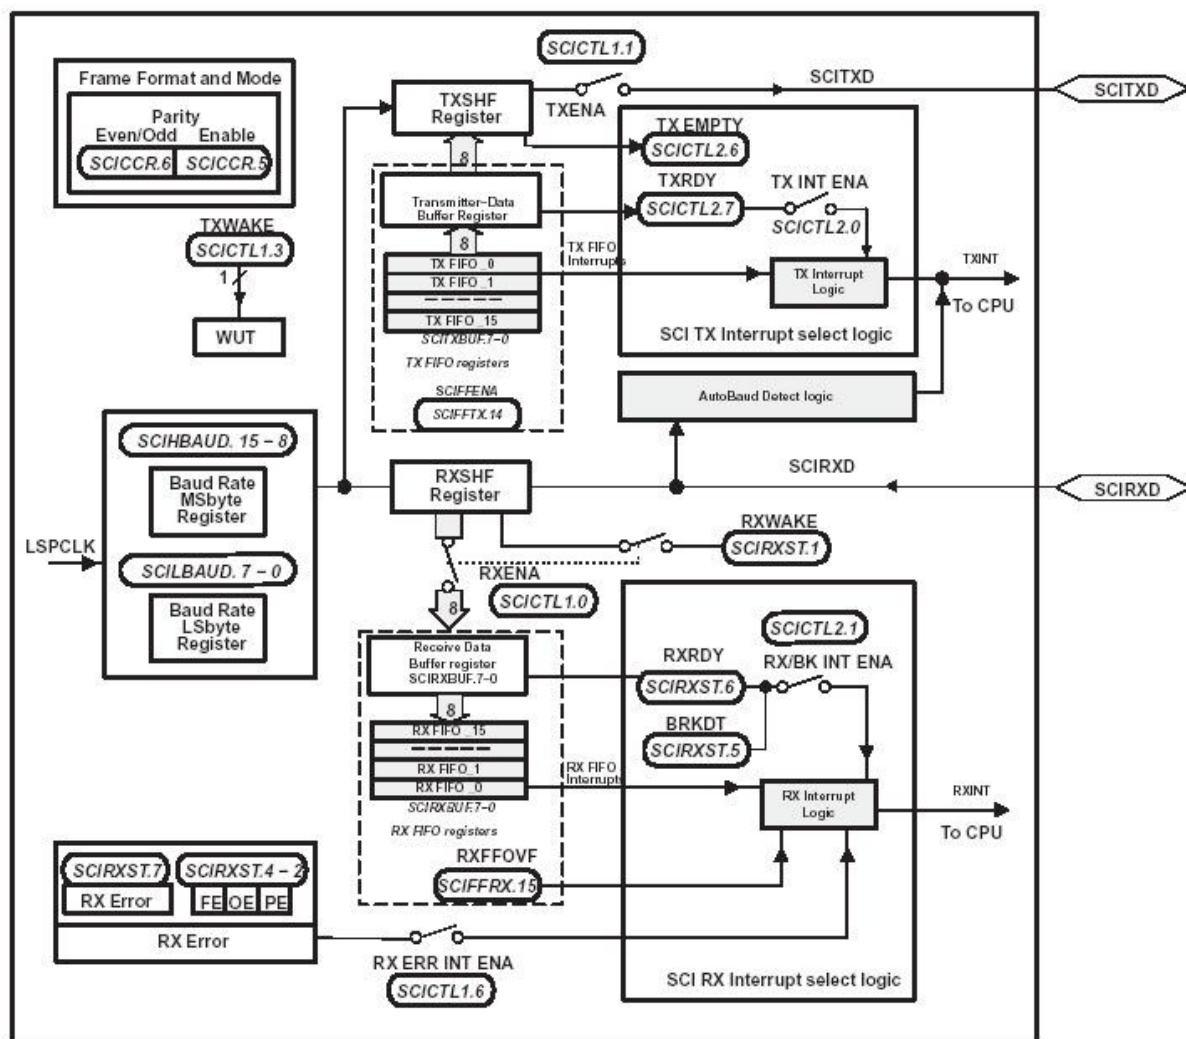 SCICTL1.1
Frame Format and Mode
Parity
Even/Odd Enable
SCICCR.6 SCICCR.5
TXSHF
Register
TXENA
SCITXD
SCITXD
TX EMPTY
SCICTL2.6
8
TXWAKE
SCICTL1.3
1
WUT
Transmitter-Data
Buffer Register
8
TXRDY
SCICTL2.7
TX INT ENA
SCICTL2.0
TX FIFO _0
TX FIFO _1
TX FIFO _15
SCITXBUF.7-0
TX FIFO registers
TX FIFO
Interrupts
TX Interrupt
Logic
TXINT
To CPU
SCI TX Interrupt select logic
SCIFFENA
SCIFFTX.14
AutoBaud Detect logic
SCIHBAUD. 15 – 8
Baud Rate
MSbyte
Register
LSPCLK
SCILBAUD. 7 – 0
Baud Rate
LSbyte
Register
RXSHF
Register
SCIRXD
SCIRXD
RXWAKE
SCIRXST.1
RXENA
SCICTL1.0
8
Receive Data
Buffer register
SCIRXBUF.7-0
8
RX FIFO _15
RX FIFO_1
RX FIFO _0
SCIRXBUF.7-0
RX FIFO registers
RX FIFO
Interrupts
SCICTL2.1
RXRDY
RX/BK INT ENA
SCIRXST.6
BRKDT
SCIRXST.5
RX Interrupt
Logic
RXINT
To CPU
RXFFOVF
SCIFFRX.15
SCIRXST.7
SCIRXST.4 – 2
RX Error
FE OE PE
RX Error
RX ERR INT ENA
SCICTL1.6
SCI RX Interrupt select logic